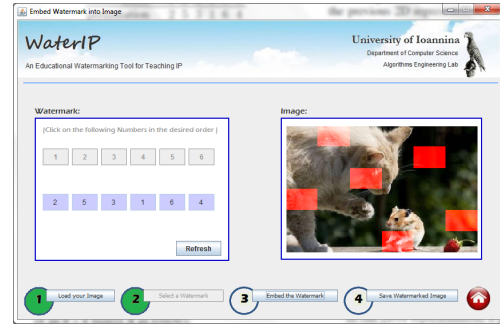 Embed Watermark into Image
WaterIP
An Educational Watermarking Tool for Teaching IP
University of Ioannina
Department of Computer Science
Algorithms Engineering Lab
Watermark:
|Click on the following Numbers in the desired order |
1 2 3 4 5 6
2 5 3 1 6 4
Refresh
Image:
1 Load your Image
2 Select a Watermark
3 Embed the Watermark
4 Save Watermarked Image